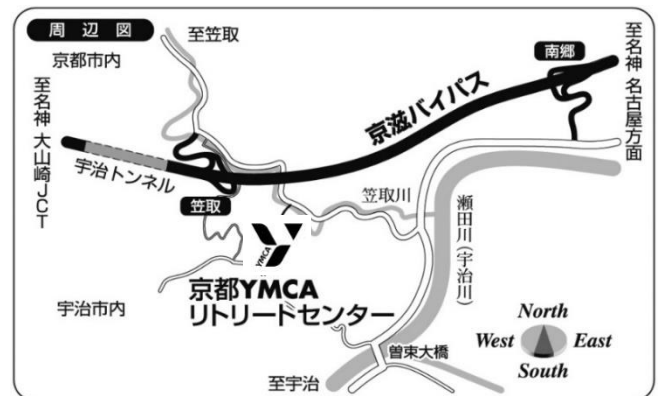 周辺図
至笠取
京都市内
至名神 大山崎JCT
宇治トンネル
笠取
京滋バイパス
南郷
至名神 名古屋方面
笠取川
瀬田川(宇治川)
YMCA
京都YMCA
リトリートセンター
宇治市内
曽束大橋
至宇治
North
West East
South